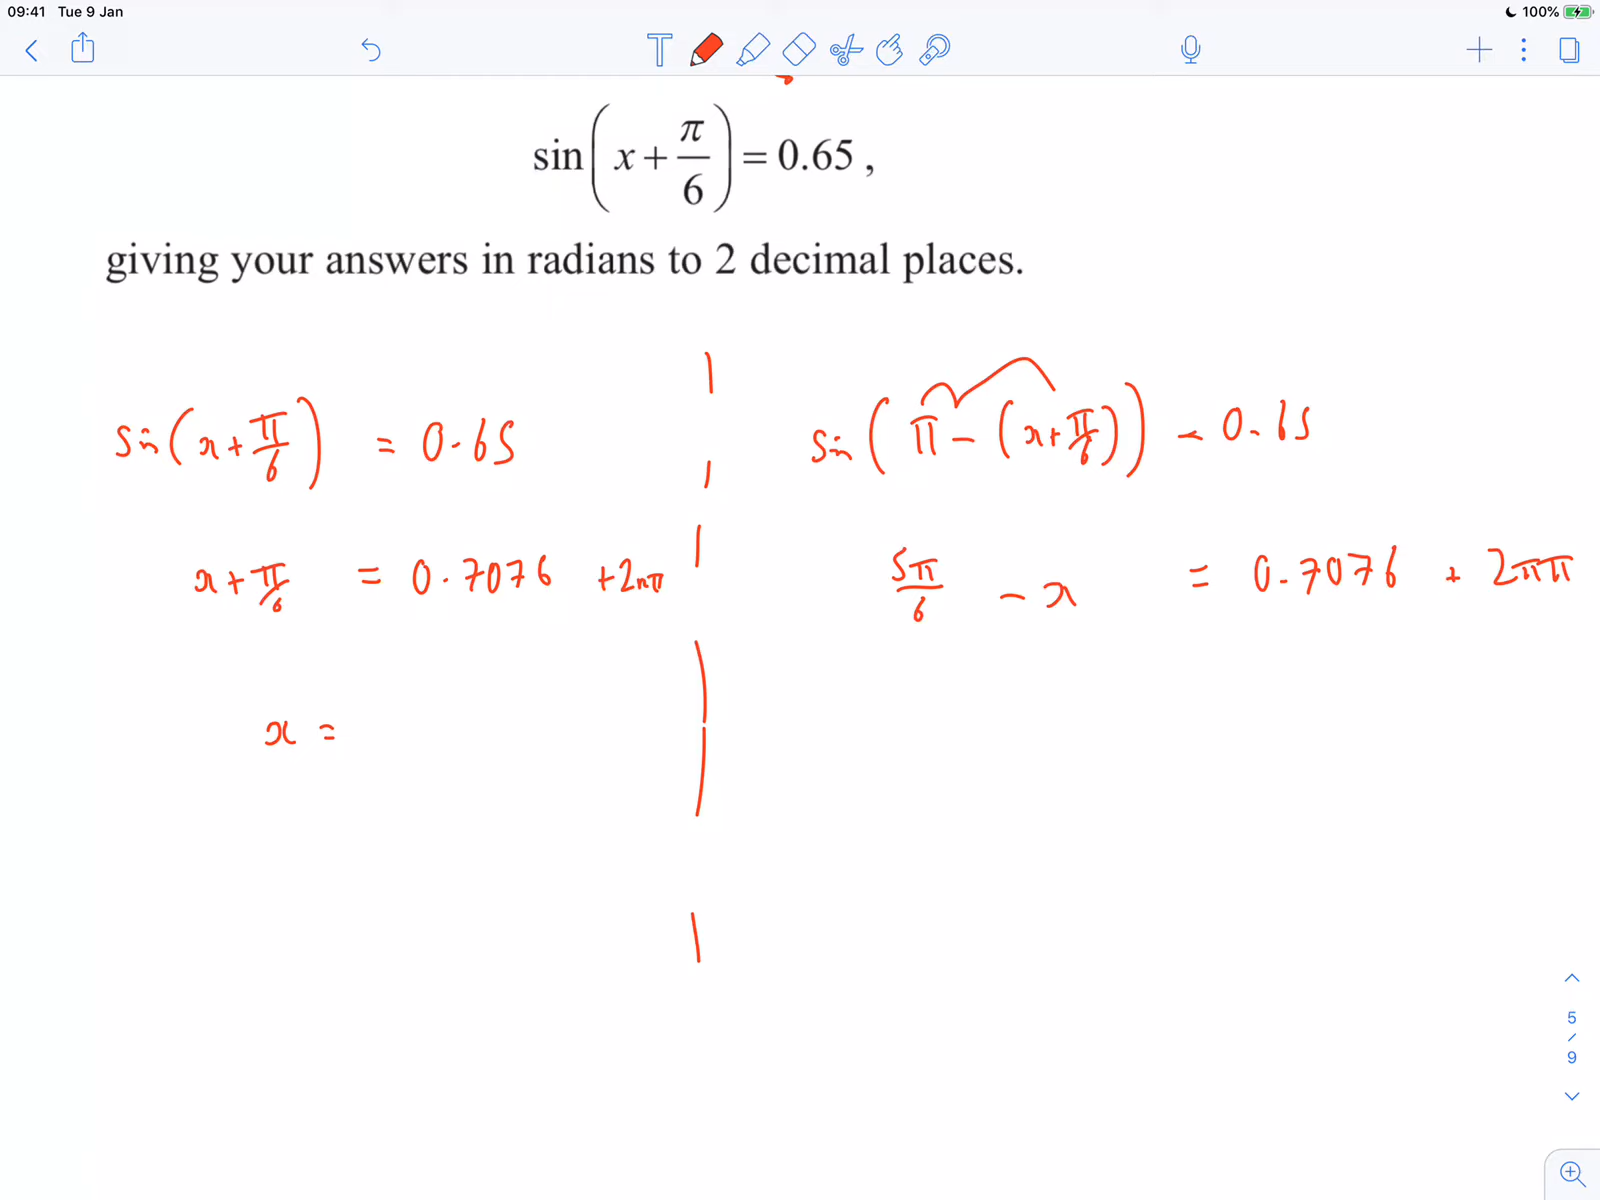 09:41 Tue 9 Jan 100%
T
sin(x + π/6) = 0.65 ,
giving your answers in radians to 2 decimal places.
sin(x + π/6) = 0.65
sin(π − (x + π/6)) = 0.65
x + π/6 = 0.7076 + 2nπ
5π/6 − x = 0.7076 + 2ππ
x =
5
/
9